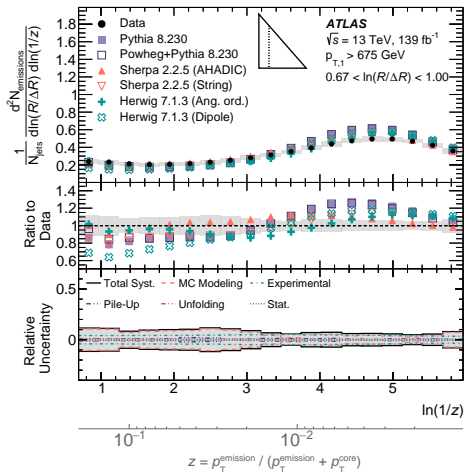 1/N_jets d²N_emissions / dln(R/ΔR) dln(1/z)
1.8
1.6
1.4
1.2
1.0
0.8
0.6
0.4
0.2
Data
Pythia 8.230
Powheg+Pythia 8.230
Sherpa 2.2.5 (AHADIC)
Sherpa 2.2.5 (String)
Herwig 7.1.3 (Ang. ord.)
Herwig 7.1.3 (Dipole)
ATLAS
√s = 13 TeV, 139 fb⁻¹
p_T,1 > 675 GeV
0.67 < ln(R/ΔR) < 1.00
Ratio to
Data
1.4
1.2
1.0
0.8
0.6
Relative
Uncertainty
0.5
0
Total Syst. MC Modeling Experimental
Pile-Up Unfolding Stat.
1 2 3 4 5
ln(1/z)
10⁻¹ 10⁻²
z = p_T^emission / (p_T^emission + p_T^core)